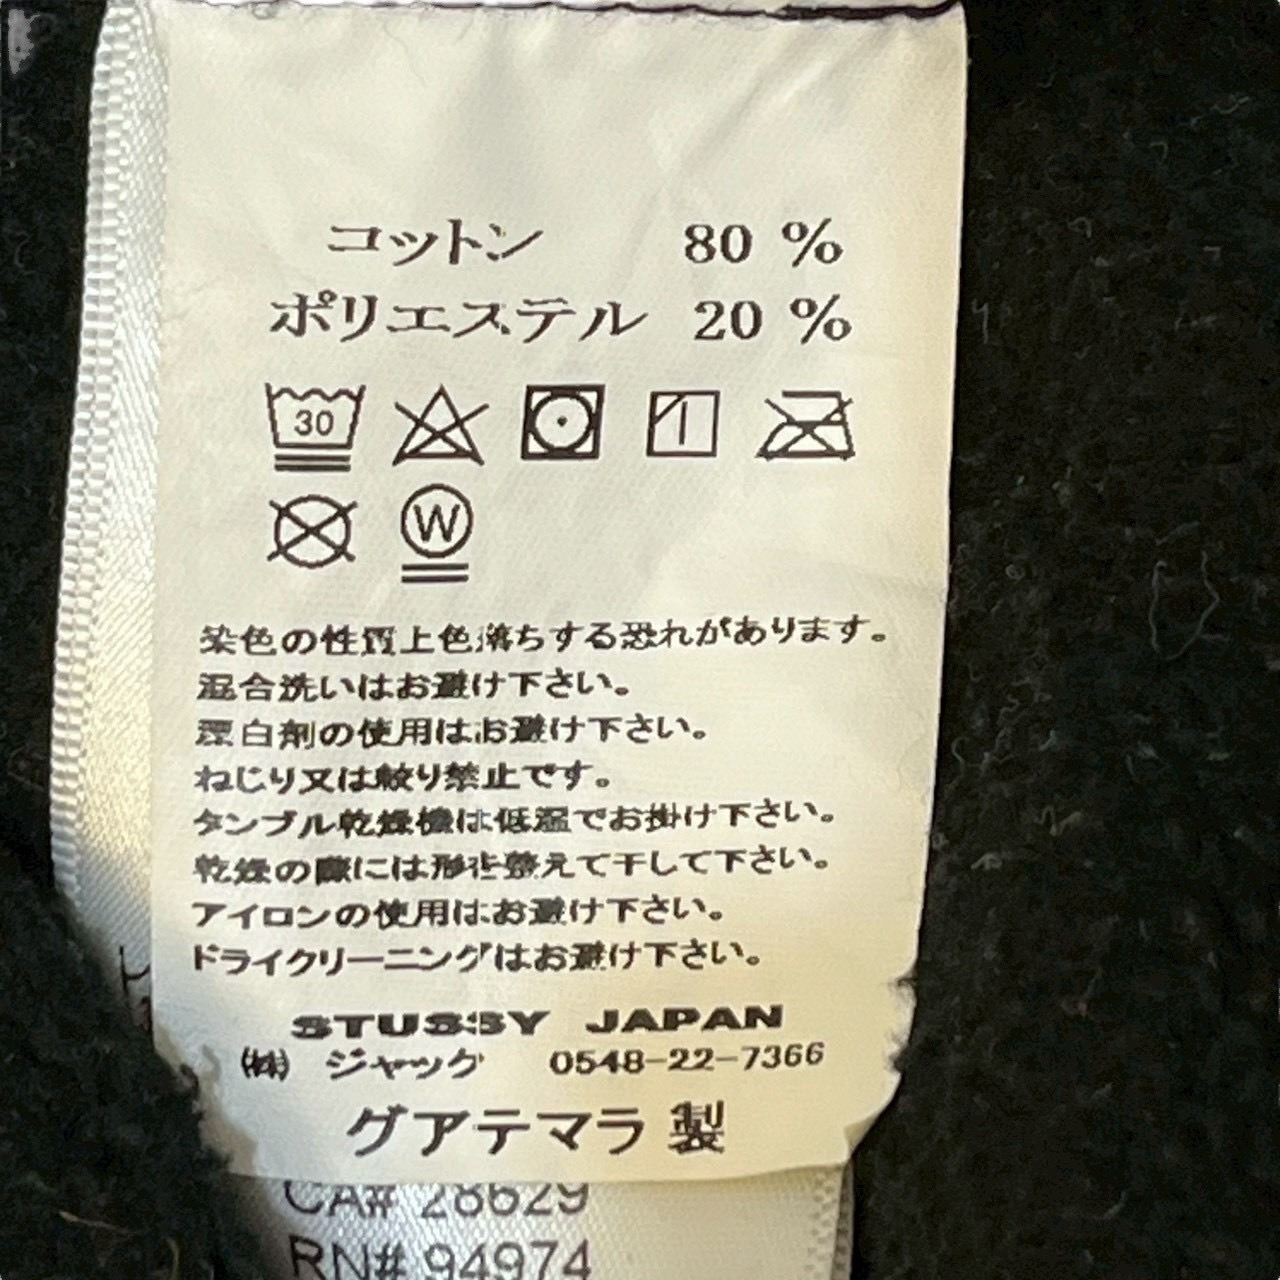 コットン 80 %
ポリエステル 20 %
30
W
染色の性質上色落ちする恐れがあります。
混合洗いはお避け下さい。
漂白剤の使用はお避け下さい。
ねじり又は絞り禁止です。
タンブル乾燥機は低温でお掛け下さい。
乾燥の際には形を整えて干して下さい。
アイロンの使用はお避け下さい。
ドライクリーニングはお避け下さい。
STUSSY JAPAN
㈱ ジャック 0548-22-7366
グアテマラ製
CA# 28629
RN# 94974